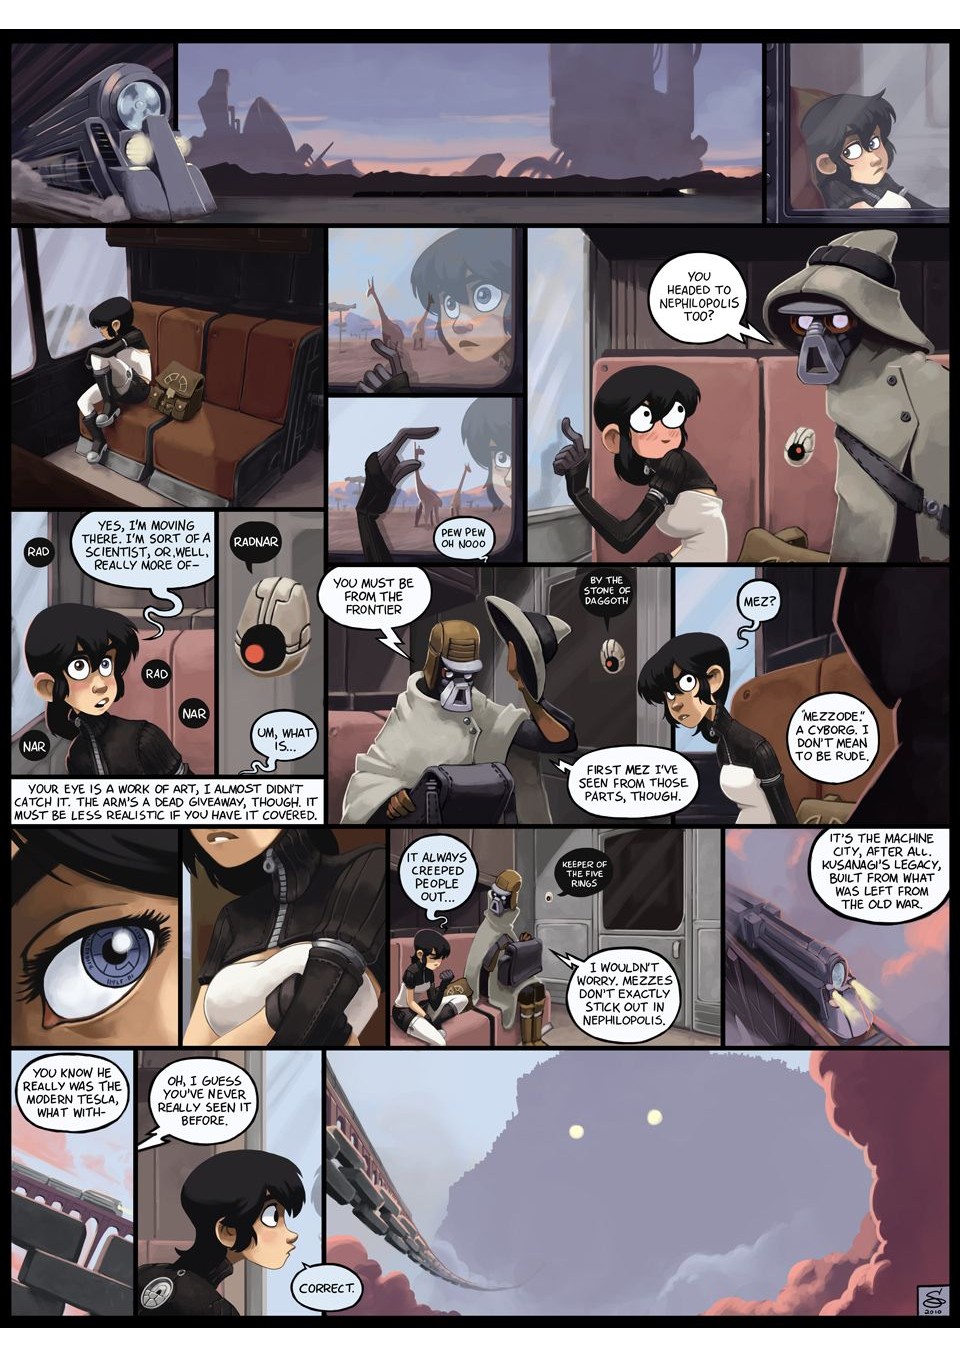 YOU
HEADED TO
NEPHILOPOLIS
TOO?
PEW PEW
OH NOOO
RAD
YES, I'M MOVING
THERE. I'M SORT OF A
SCIENTIST, OR, WELL,
REALLY MORE OF-
RAD
NAR
NAR
RADNAR
UM, WHAT
IS...
YOUR EYE IS A WORK OF ART, I ALMOST DIDN'T
CATCH IT. THE ARM'S A DEAD GIVEAWAY, THOUGH. IT
MUST BE LESS REALISTIC IF YOU HAVE IT COVERED.
YOU MUST BE
FROM THE
FRONTIER
BY THE
STONE OF
DAGGOTH
FIRST MEZ I'VE
SEEN FROM THOSE
PARTS, THOUGH.
MEZ?
"MEZZODE."
A CYBORG. I
DON'T MEAN
TO BE RUDE.
IT ALWAYS
CREEPED
PEOPLE
OUT...
KEEPER OF
THE FIVE
RINGS
I WOULDN'T
WORRY. MEZZES
DON'T EXACTLY
STICK OUT IN
NEPHILOPOLIS.
IT'S THE MACHINE
CITY, AFTER ALL.
KUSANAGI'S LEGACY,
BUILT FROM WHAT
WAS LEFT FROM
THE OLD WAR.
YOU KNOW HE
REALLY WAS THE
MODERN TESLA,
WHAT WITH-
OH, I GUESS
YOU'VE NEVER
REALLY SEEN IT
BEFORE.
CORRECT.
2010